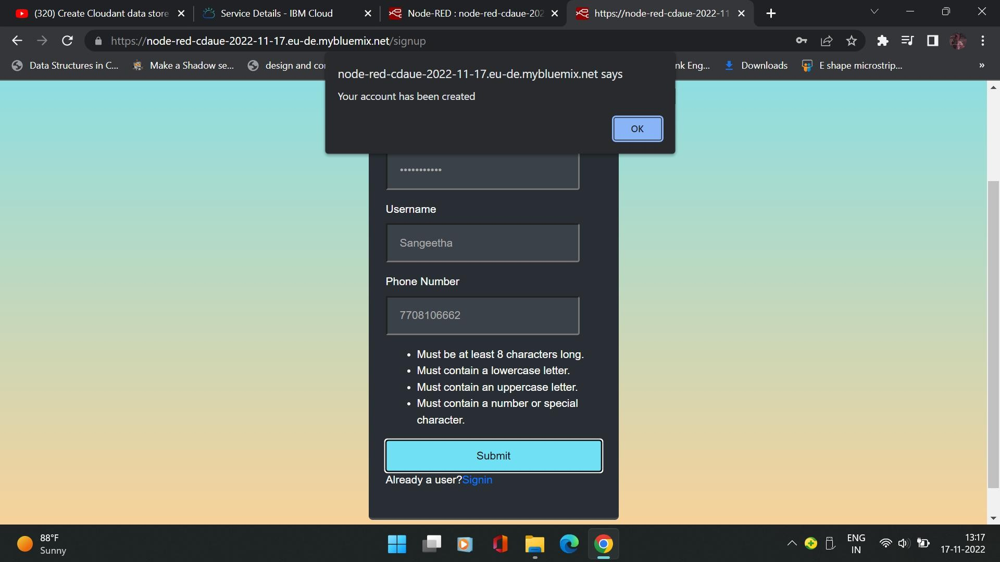 (320) Create Cloudant data store
Service Details - IBM Cloud
Node-RED : node-red-cdaue-202
https://node-red-cdaue-2022-11
https://node-red-cdaue-2022-11-17.eu-de.mybluemix.net/signup
Data Structures in C...
Make a Shadow se...
design and co
nk Eng...
Downloads
E shape microstrip...
»
node-red-cdaue-2022-11-17.eu-de.mybluemix.net says
Your account has been created
OK
Username
Sangeetha
Phone Number
7708106662
• Must be at least 8 characters long.
• Must contain a lowercase letter.
• Must contain an uppercase letter.
• Must contain a number or special
character.
Submit
Already a user?Signin
88°F
Sunny
ENG
IN
13:17
17-11-2022